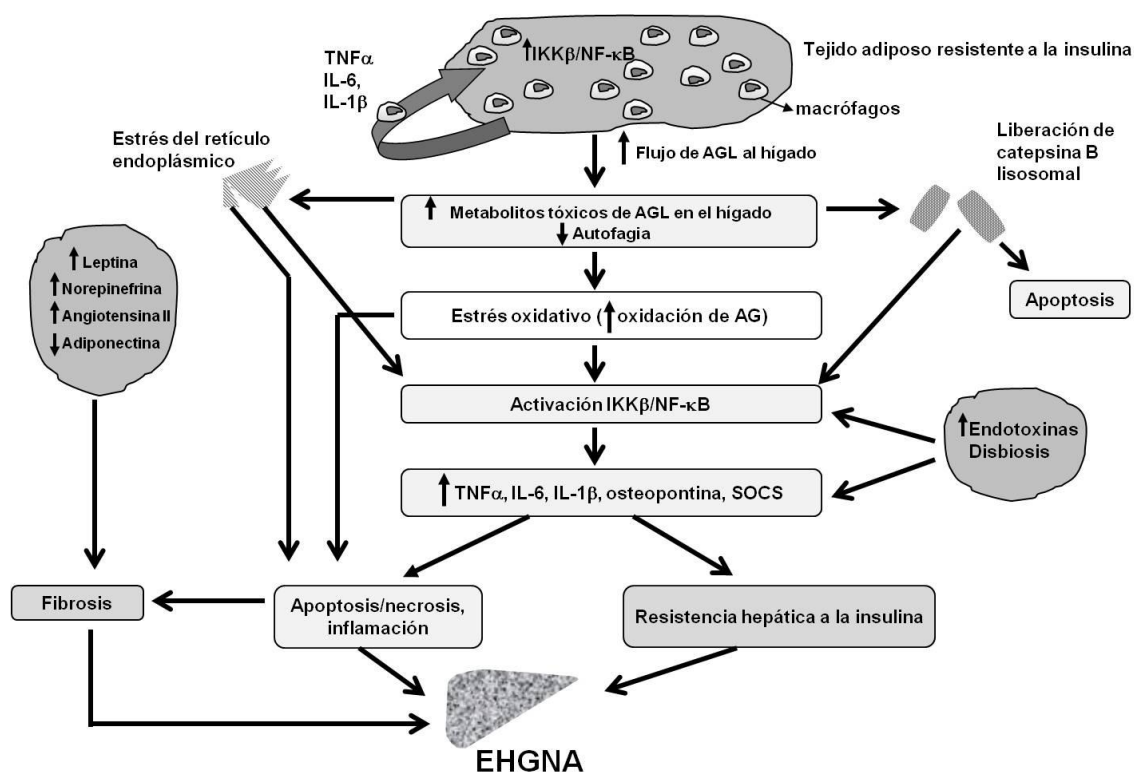 TNFα
IL-6,
IL-1β
IKKβ/NF-κB
Tejido adiposo resistente a la insulina
macrófagos
Estrés del retículo
endoplásmico
Flujo de AGL al hígado
Liberación de
catepsina B
lisosomal
Metabolitos tóxicos de AGL en el hígado
Autofagia
Leptina
Norepinefrina
Angiotensina II
Adiponectina
Estrés oxidativo (↑oxidación de AG)
Apoptosis
Activación IKKβ/NF-κB
Endotoxinas
Disbiosis
TNFα, IL-6, IL-1β, osteopontina, SOCS
Fibrosis
Apoptosis/necrosis,
inflamación
Resistencia hepática a la insulina
EHGNA